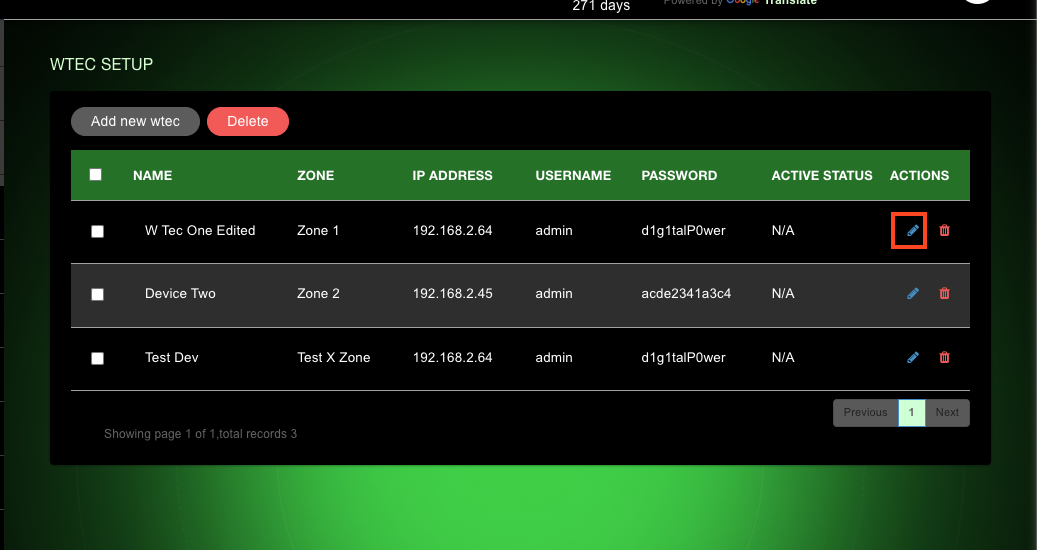 271 days
Powered by Google Translate
WTEC SETUP
Add new wtec Delete
NAME ZONE IP ADDRESS USERNAME PASSWORD ACTIVE STATUS ACTIONS
W Tec One Edited Zone 1 192.168.2.64 admin d1g1talP0wer N/A
Device Two Zone 2 192.168.2.45 admin acde2341a3c4 N/A
Test Dev Test X Zone 192.168.2.64 admin d1g1talP0wer N/A
Previous 1 Next
Showing page 1 of 1,total records 3